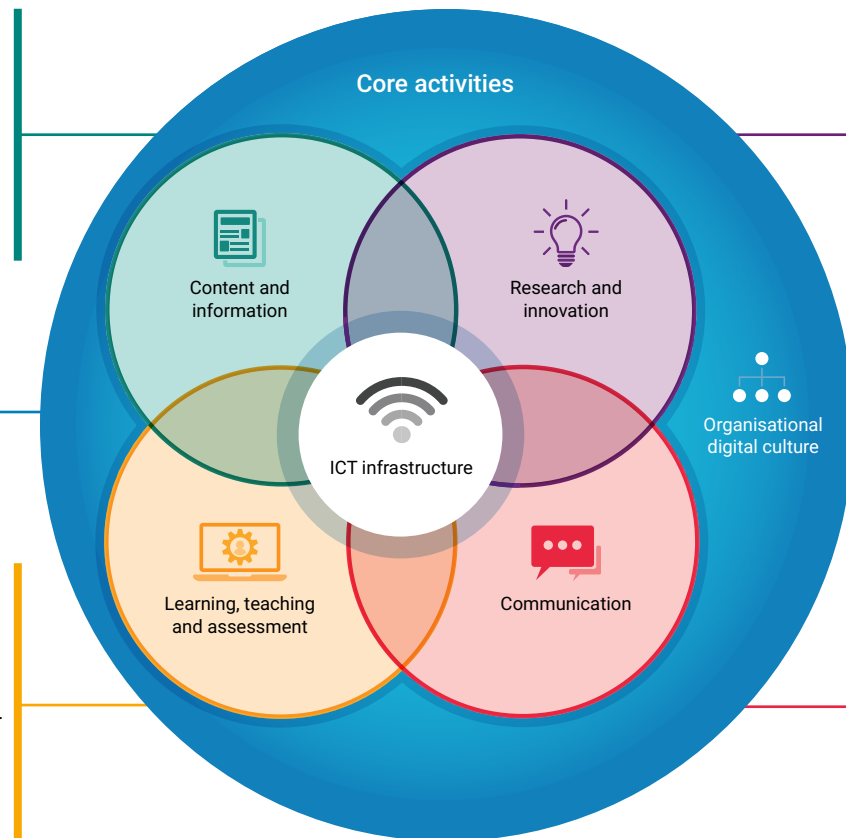 Core activities
Content and
information
Research and
innovation
ICT infrastructure
Organisational
digital culture
Learning, teaching
and assessment
Communication